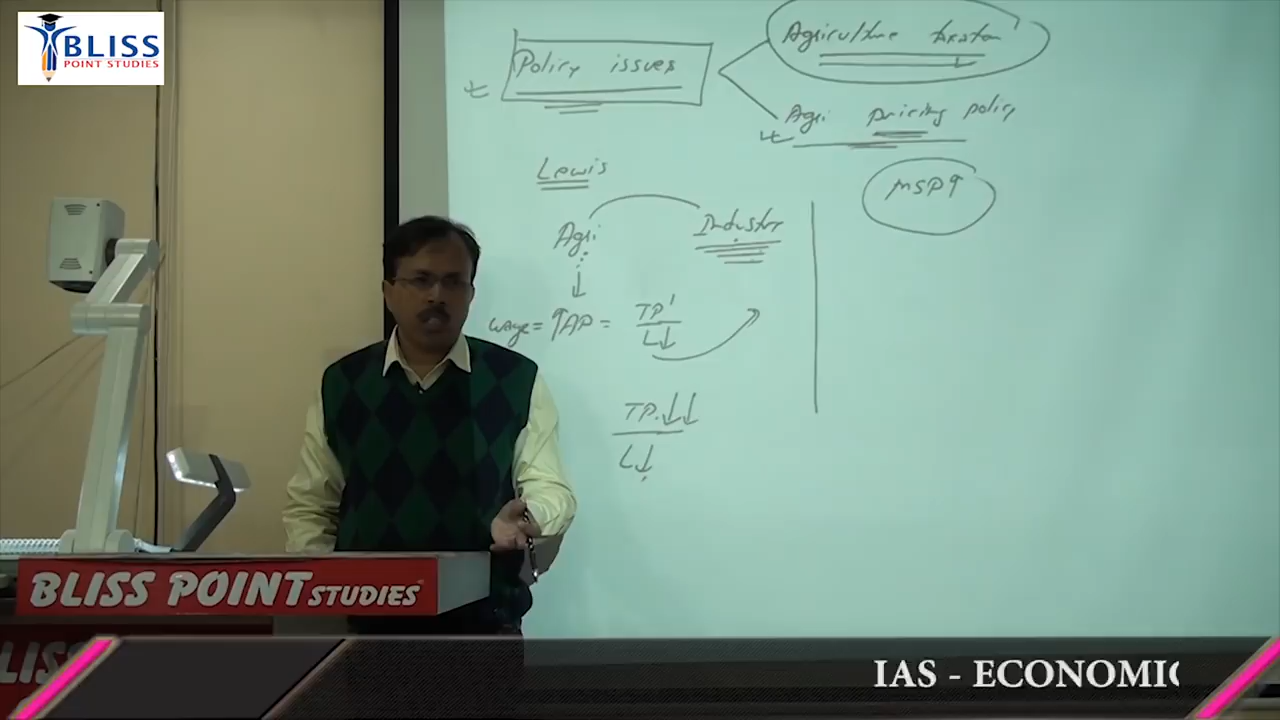 BLISS
POINT STUDIES
Policy issues
Agriculture taxation
Agri pricing policy
Lewis
MSP↑
Agri
Industry
wage = ↑AP = TP'
L↓
TP.↓↓
L↓
BLISS POINT STUDIES
LISS
IAS - ECONOMIC